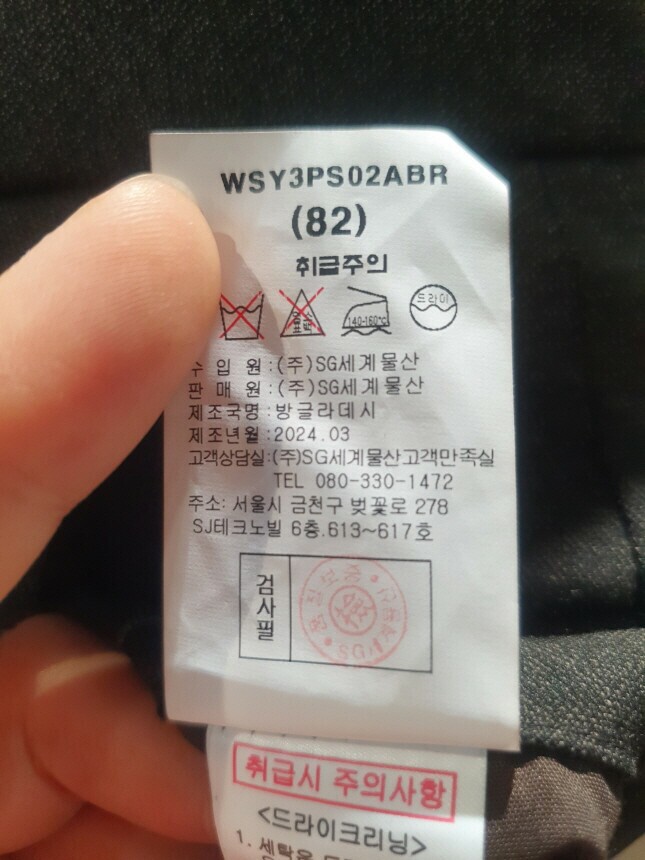 WSY3PS02ABR
(82)
취급주의
140-160℃
드라이
수 입 원:(주)SG세계물산
판 매 원:(주)SG세계물산
제조국명:방글라데시
제조년월:2024.03
고객상담실:(주)SG세계물산고객만족실
TEL 080-330-1472
주소: 서울시 금천구 벚꽃로 278
SJ테크노빌 6층.613~617호
검사필
SG
취급시 주의사항
<드라이크리닝>
1. 세탁은